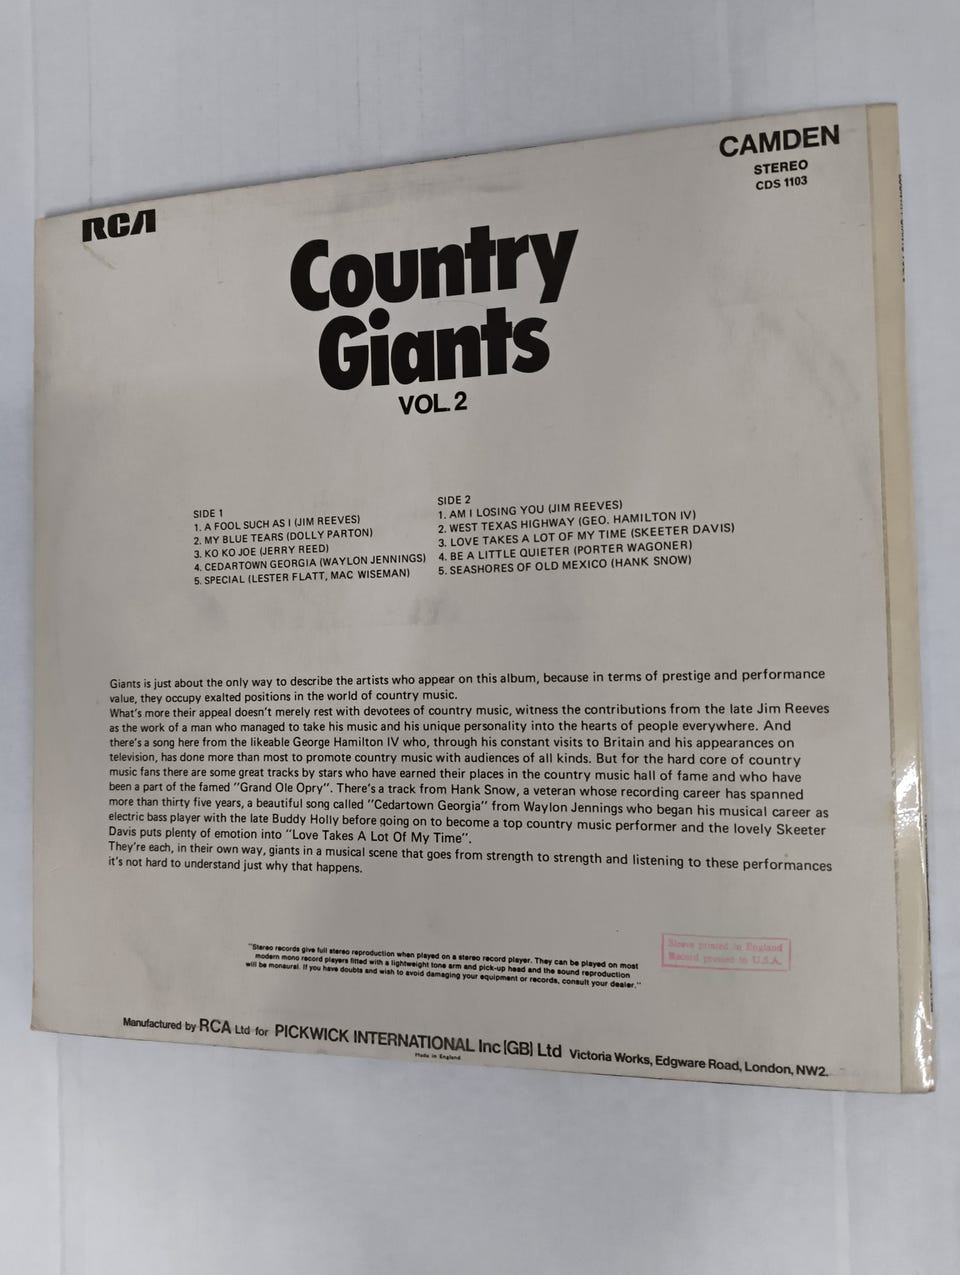 RCA
CAMDEN
STEREO
CDS 1103
Country
Giants
VOL. 2
SIDE 1
1. A FOOL SUCH AS I (JIM REEVES)
2. MY BLUE TEARS (DOLLY PARTON)
3. KO KO JOE (JERRY REED)
4. CEDARTOWN GEORGIA (WAYLON JENNINGS)
5. SPECIAL (LESTER FLATT, MAC WISEMAN)
SIDE 2
1. AM I LOSING YOU (JIM REEVES)
2. WEST TEXAS HIGHWAY (GEO. HAMILTON IV)
3. LOVE TAKES A LOT OF MY TIME (SKEETER DAVIS)
4. BE A LITTLE QUIETER (PORTER WAGONER)
5. SEASHORES OF OLD MEXICO (HANK SNOW)
Giants is just about the only way to describe the artists who appear on this album, because in terms of prestige and performance
value, they occupy exalted positions in the world of country music.
What's more their appeal doesn't merely rest with devotees of country music, witness the contributions from the late Jim Reeves
as the work of a man who managed to take his music and his unique personality into the hearts of people everywhere. And
there's a song here from the likeable George Hamilton IV who, through his constant visits to Britain and his appearances on
television, has done more than most to promote country music with audiences of all kinds. But for the hard core of country
music fans there are some great tracks by stars who have earned their places in the country music hall of fame and who have
been a part of the famed "Grand Ole Opry". There's a track from Hank Snow, a veteran whose recording career has spanned
more than thirty five years, a beautiful song called "Cedartown Georgia" from Waylon Jennings who began his musical career as
electric bass player with the late Buddy Holly before going on to become a top country music performer and the lovely Skeeter
Davis puts plenty of emotion into "Love Takes A Lot Of My Time".
They're each, in their own way, giants in a musical scene that goes from strength to strength and listening to these performances
it's not hard to understand just why that happens.
"Stereo records give full stereo reproduction when played on a stereo record player. They can be played on most
modern mono record players fitted with a lightweight tone arm and pick-up head and the sound reproduction
will be monaural. If you have doubts and wish to avoid damaging your equipment or records, consult your dealer."
Sleeve printed in England
Record pressed in U.S.A.
Manufactured by RCA Ltd for PICKWICK INTERNATIONAL Inc (GB) Ltd Victoria Works, Edgware Road, London, NW2.
Made in England